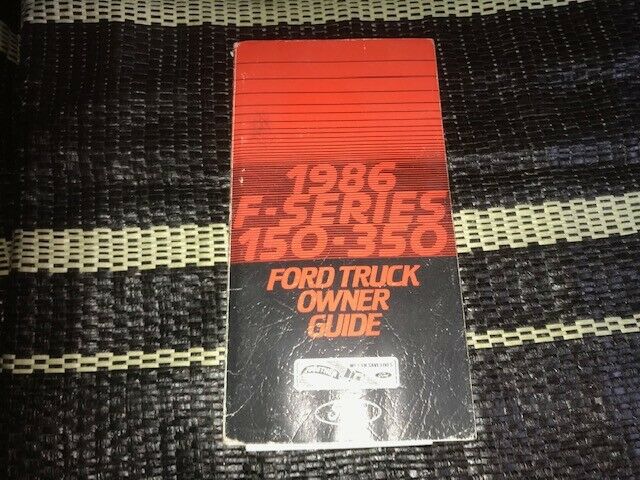 1986
F-SERIES
150-350
FORD TRUCK
OWNER
GUIDE